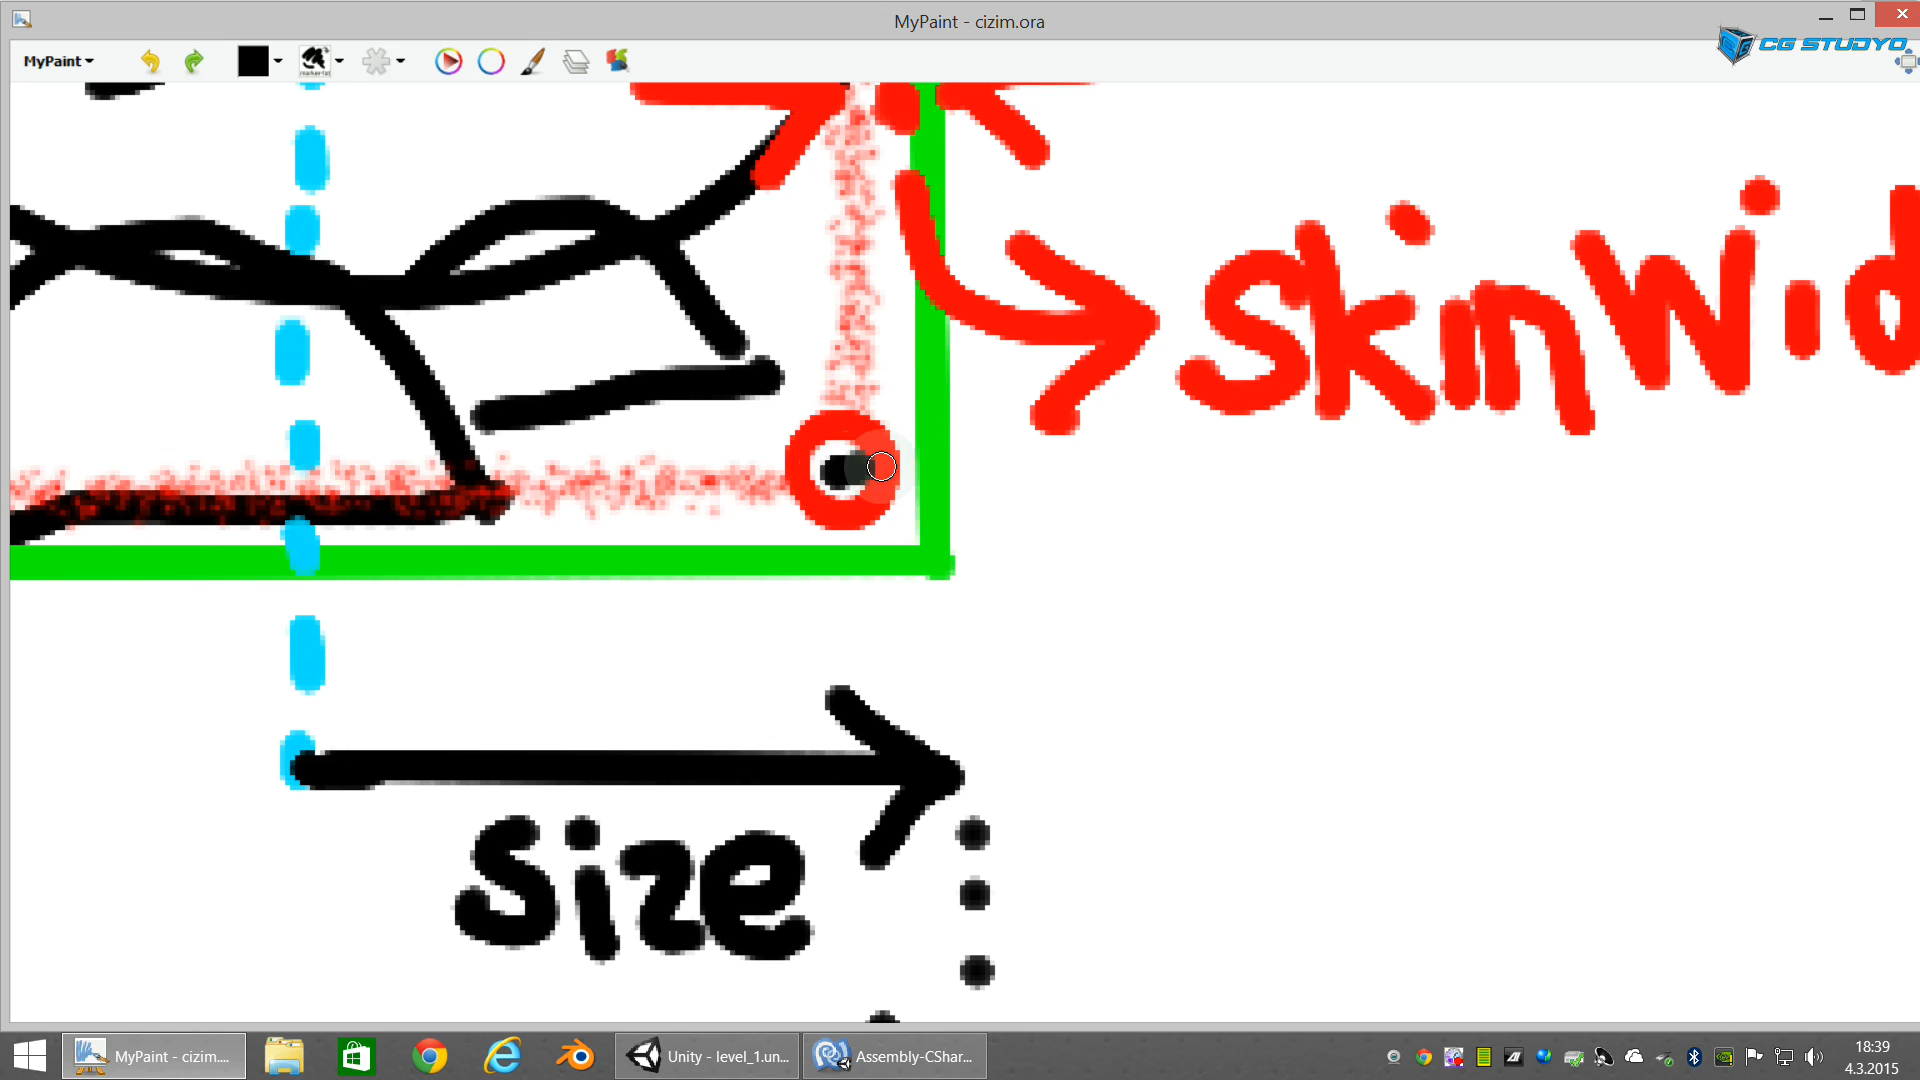 MyPaint - cizim.ora
MyPaint
CG STUDYO
SkinWid
Size
MyPaint - cizim....
Unity - level_1.un...
Assembly-CShar...
18:39
4.3.2015